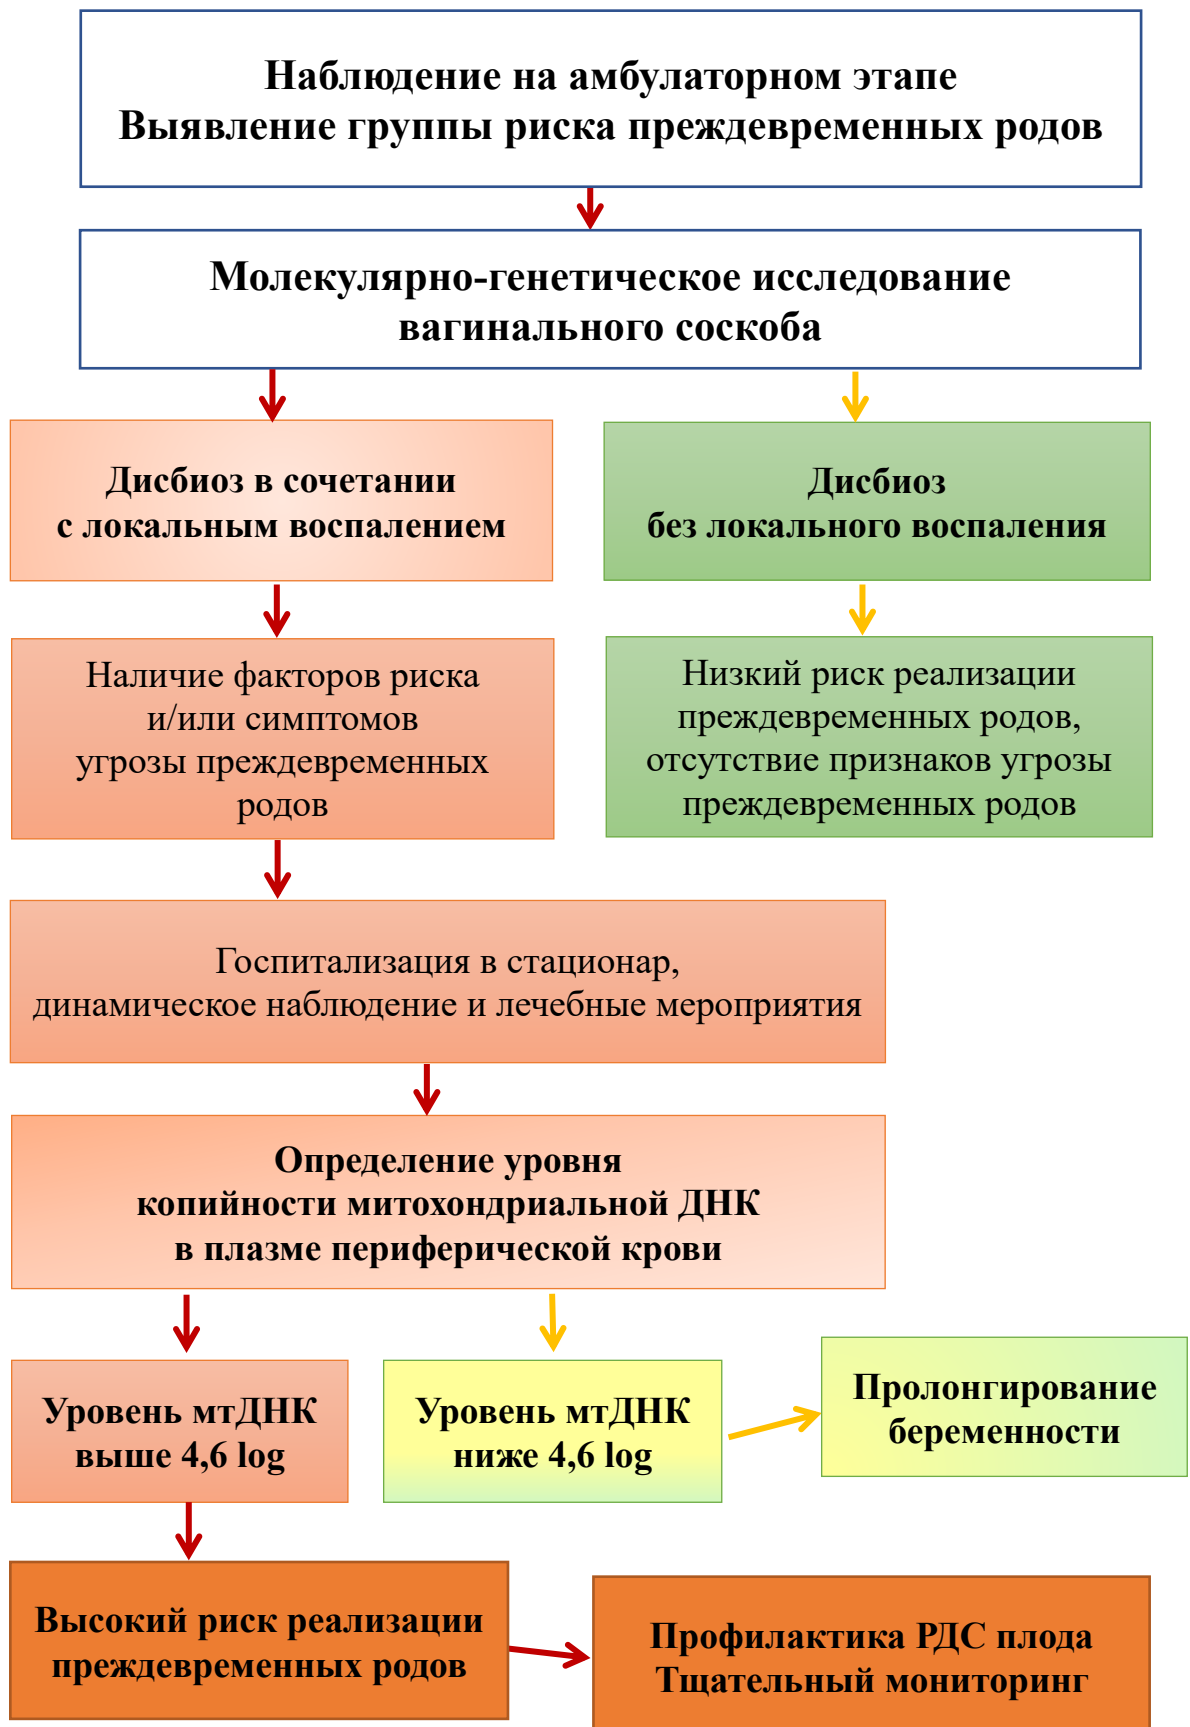 Наблюдение на амбулаторном этапе
Выявление группы риска преждевременных родов
Молекулярно-генетическое исследование
вагинального соскоба
Дисбиоз в сочетании
с локальным воспалением
Дисбиоз
без локального воспаления
Наличие факторов риска
и/или симптомов
угрозы преждевременных
родов
Низкий риск реализации
преждевременных родов,
отсутствие признаков угрозы
преждевременных родов
Госпитализация в стационар,
динамическое наблюдение и лечебные мероприятия
Определение уровня
копийности митохондриальной ДНК
в плазме периферической крови
Уровень мтДНК
выше 4,6 log
Уровень мтДНК
ниже 4,6 log
Пролонгирование
беременности
Высокий риск реализации
преждевременных родов
Профилактика РДС плода
Тщательный мониторинг